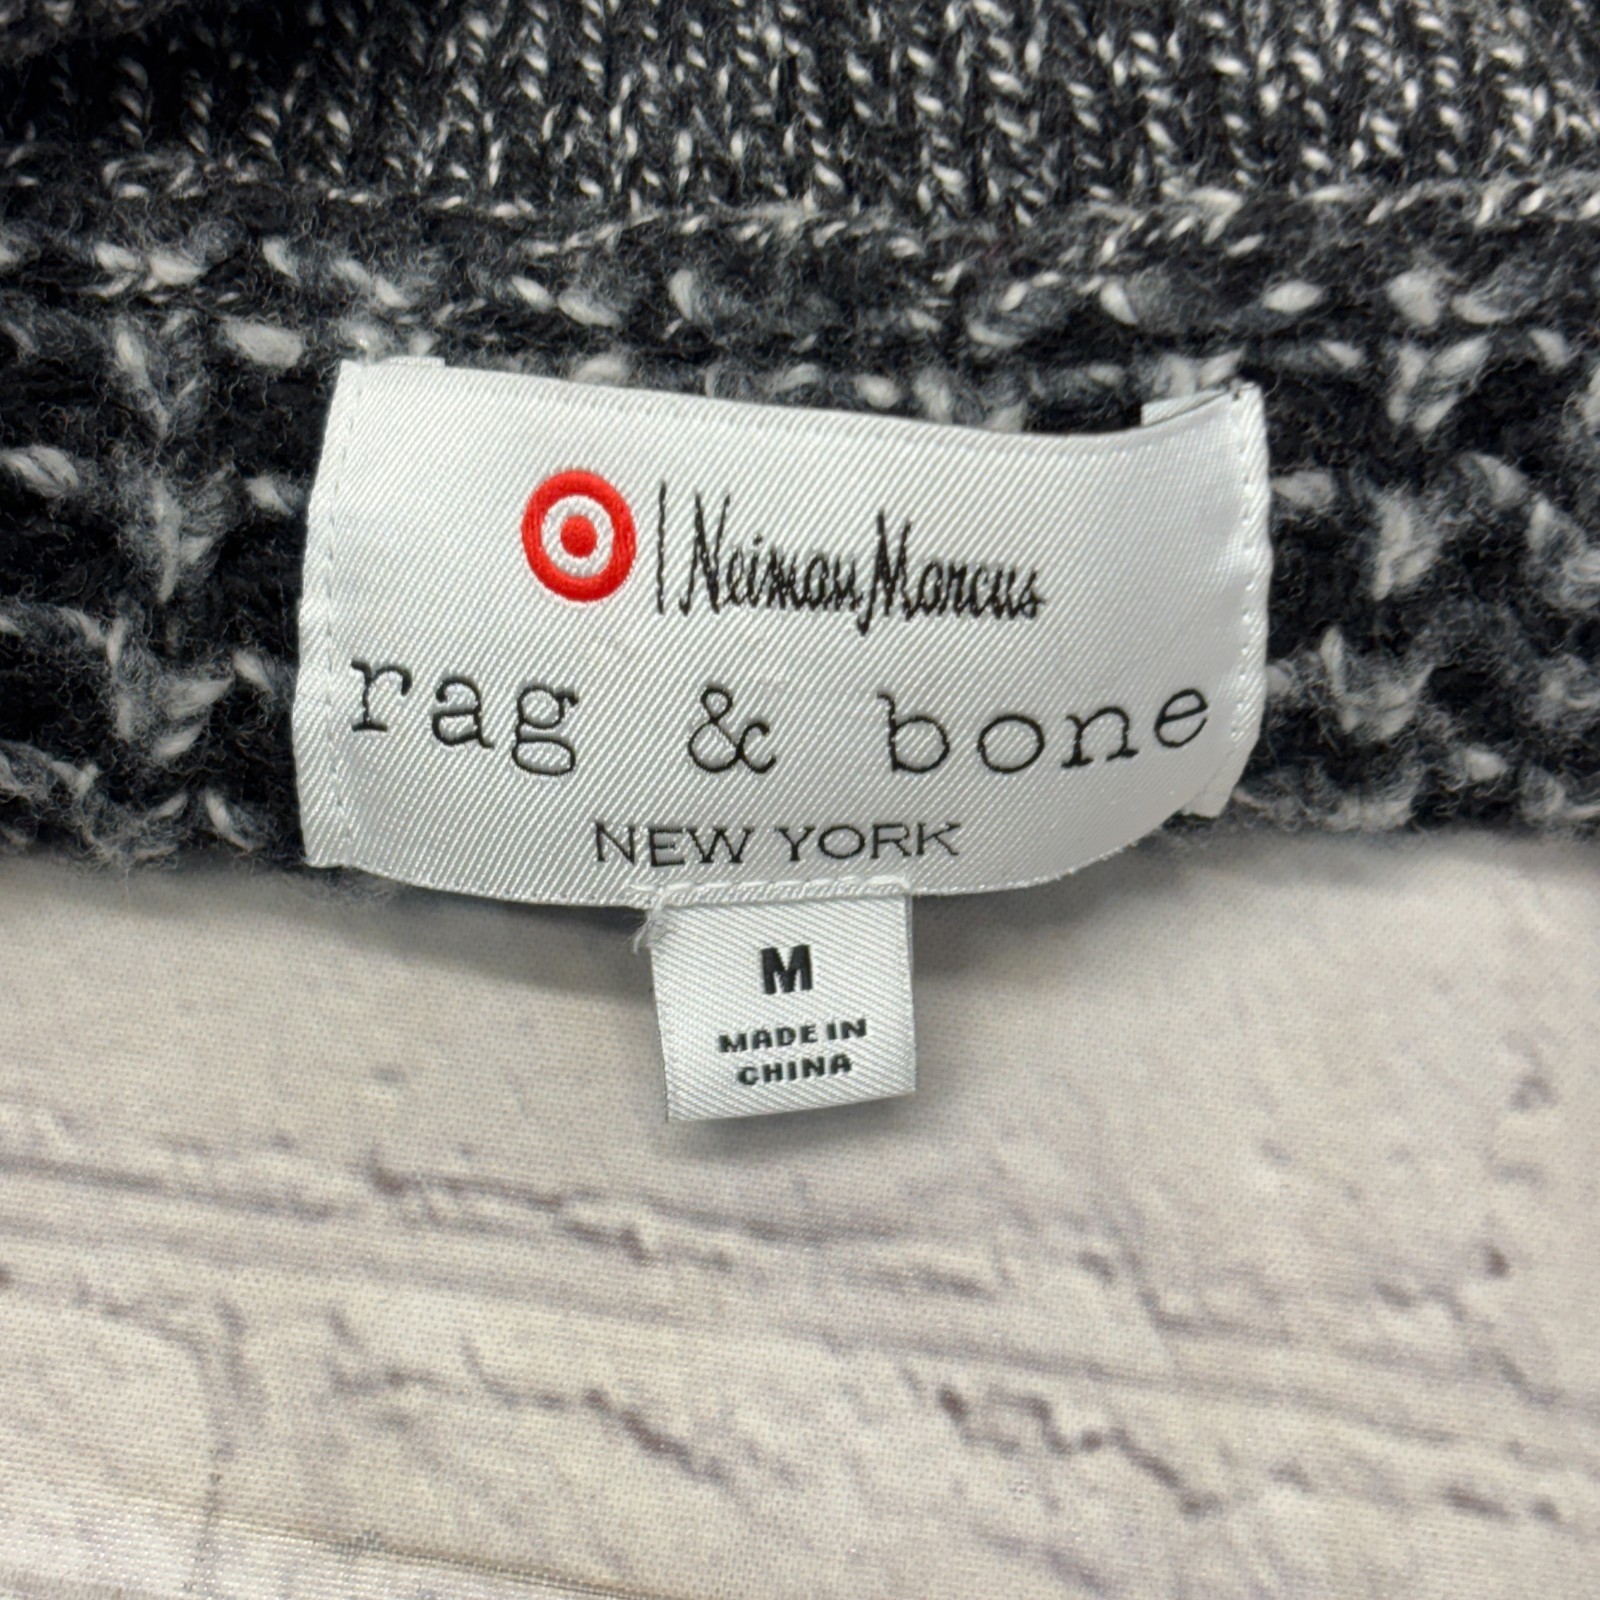 | Neiman Marcus
rag & bone
NEW YORK
M
MADE IN
CHINA